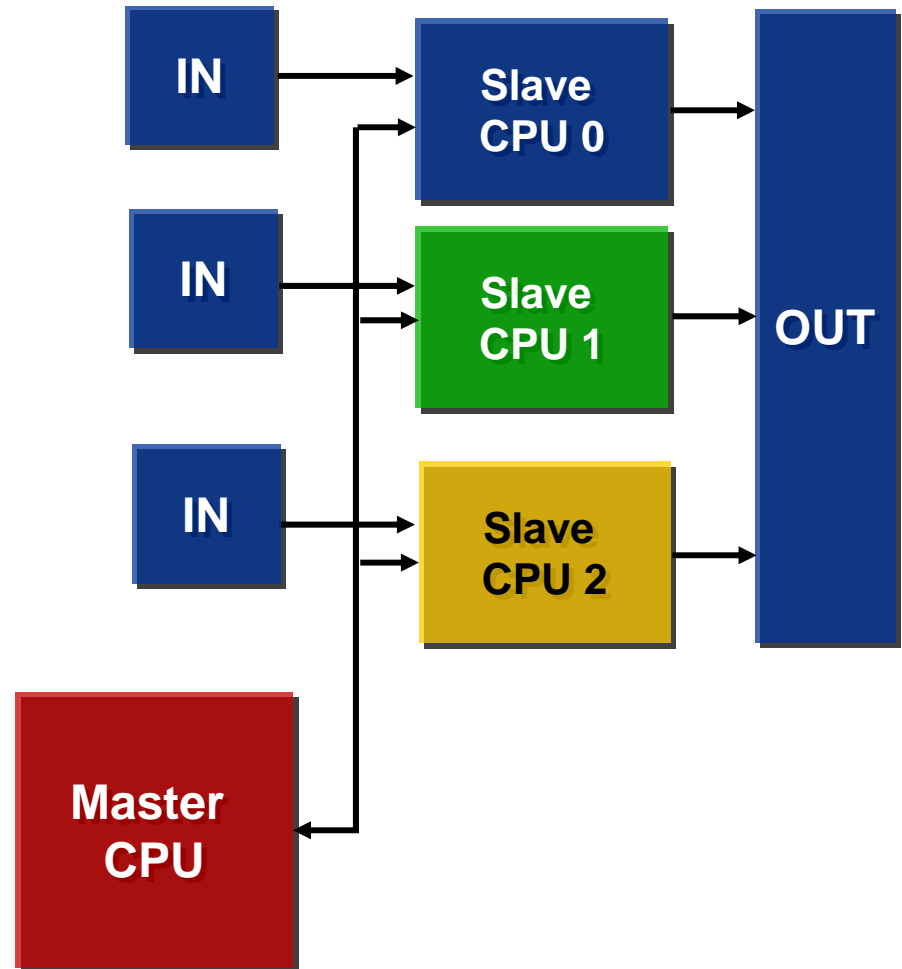 IN
Slave
CPU 0
IN
Slave
CPU 1
OUT
IN
Slave
CPU 2
Master
CPU